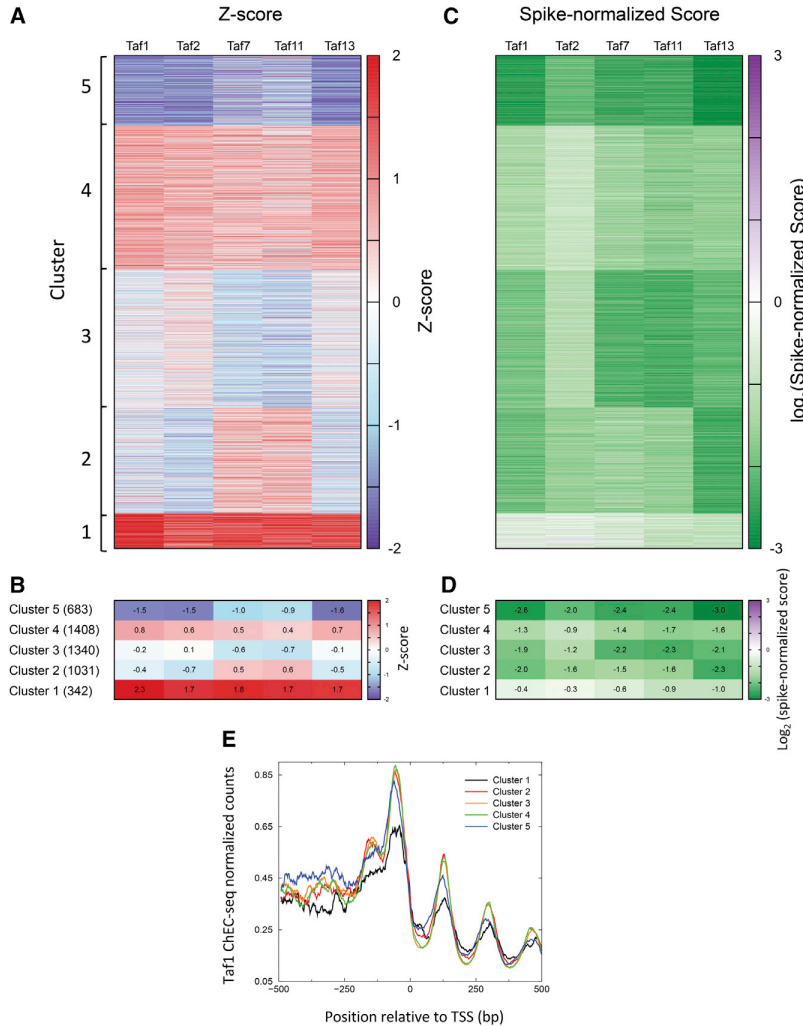 A
Z-score
Taf1 Taf2 Taf7 Taf11 Taf13
Cluster
5
4
3
2
1
2
1
0
-1
-2
Z-score
C
Spike-normalized Score
Taf1 Taf2 Taf7 Taf11 Taf13
3
0
-3
(Spike-normalized Score)
B
Cluster 5 (683) -1.5 -1.5 -1.0 -0.9 -1.6
Cluster 4 (1408) 0.8 0.6 0.5 0.4 0.7
Cluster 3 (1340) -0.2 0.1 -0.6 -0.7 -0.1
Cluster 2 (1031) -0.4 -0.7 0.5 0.6 -0.5
Cluster 1 (342) 2.3 1.7 1.8 1.7 1.7
2
1
0
-1
-2
Z-score
D
Cluster 5 -2.6 -2.0 -2.4 -2.4 -3.0
Cluster 4 -1.3 -0.9 -1.4 -1.7 -1.6
Cluster 3 -1.9 -1.2 -2.2 -2.3 -2.1
Cluster 2 -2.0 -1.6 -1.5 -1.6 -2.3
Cluster 1 -0.4 -0.3 -0.6 -0.9 -1.0
3
0
-3
Log2 (spike-normalized score)
E
Taf1 ChEC-seq normalized counts
0.85
0.65
0.45
0.25
0.05
Cluster 1
Cluster 2
Cluster 3
Cluster 4
Cluster 5
−500 −250 0 250 500
Position relative to TSS (bp)